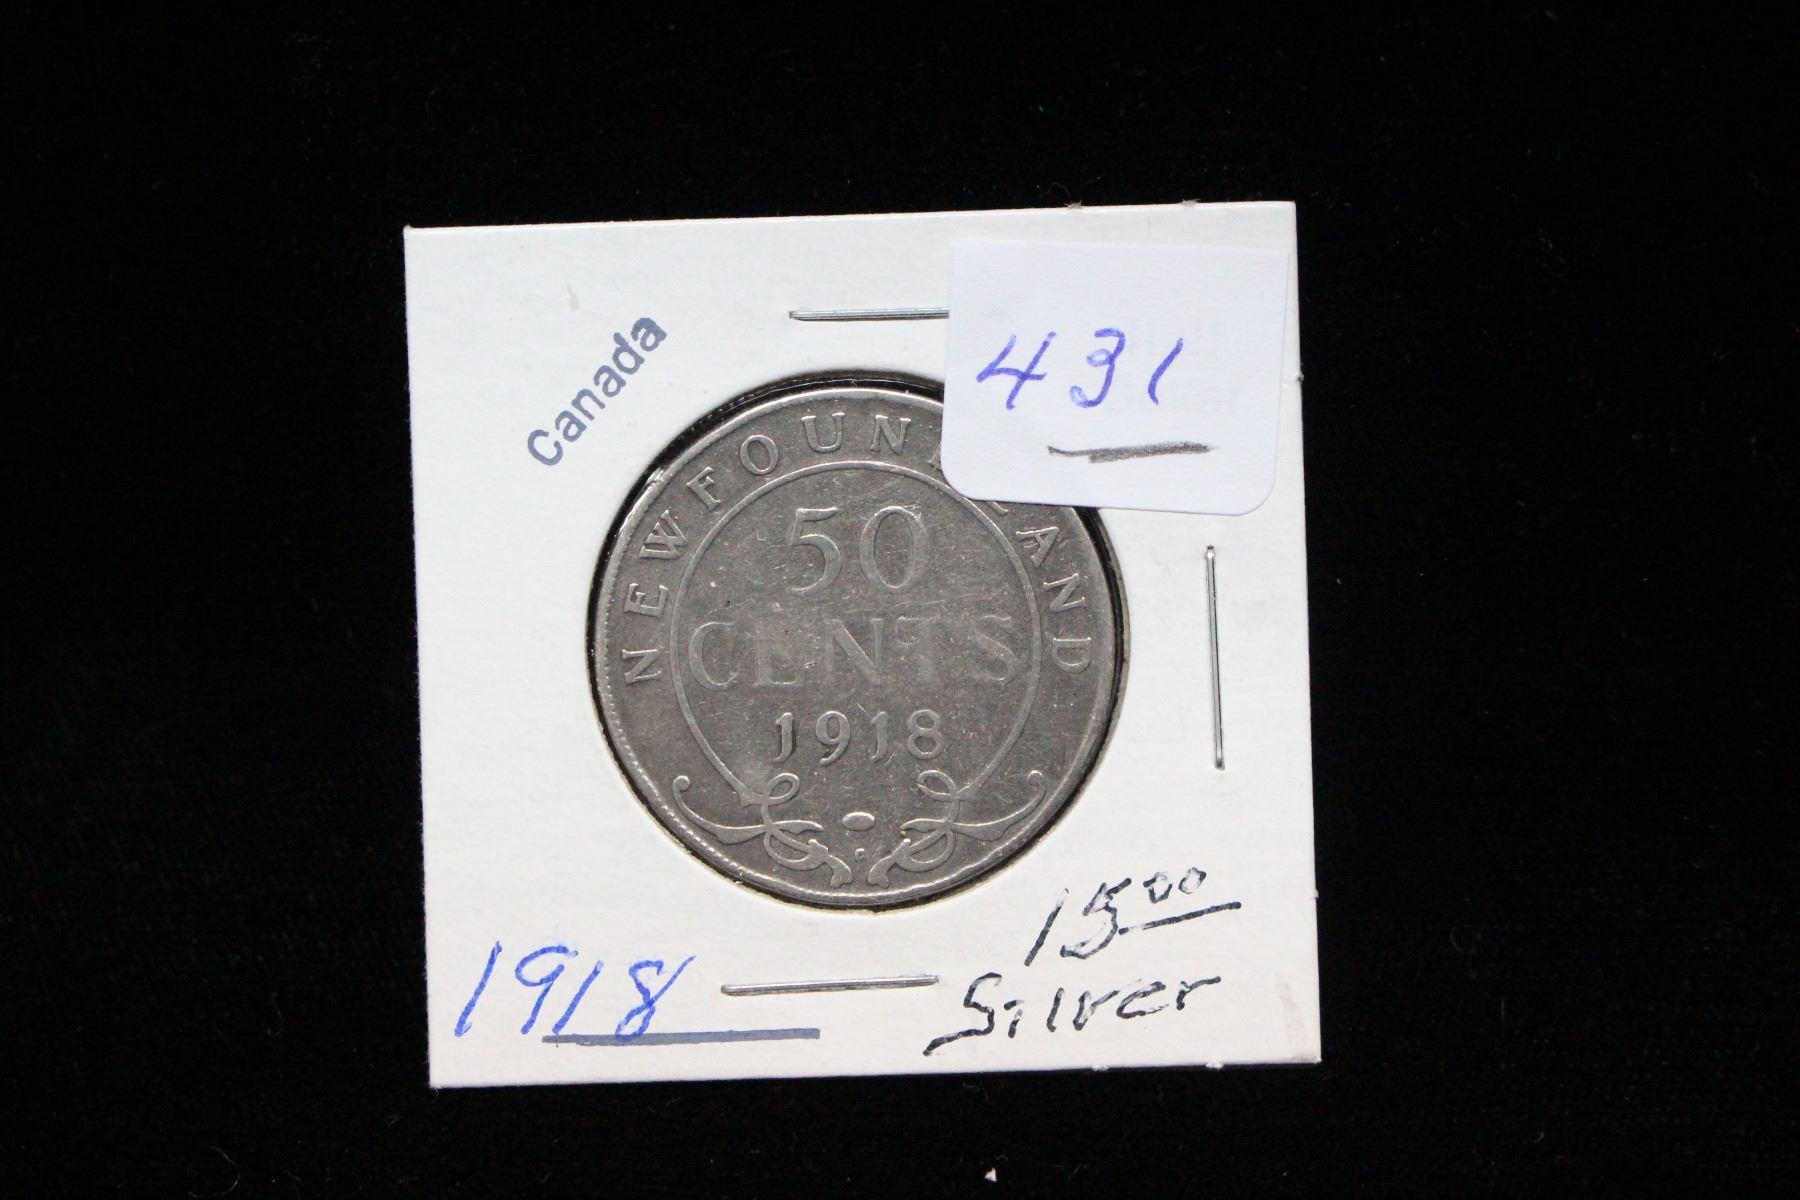 Canada
431
NEWFOUNDLAND
50
CENTS
1918
C
15.00
Silver
1918